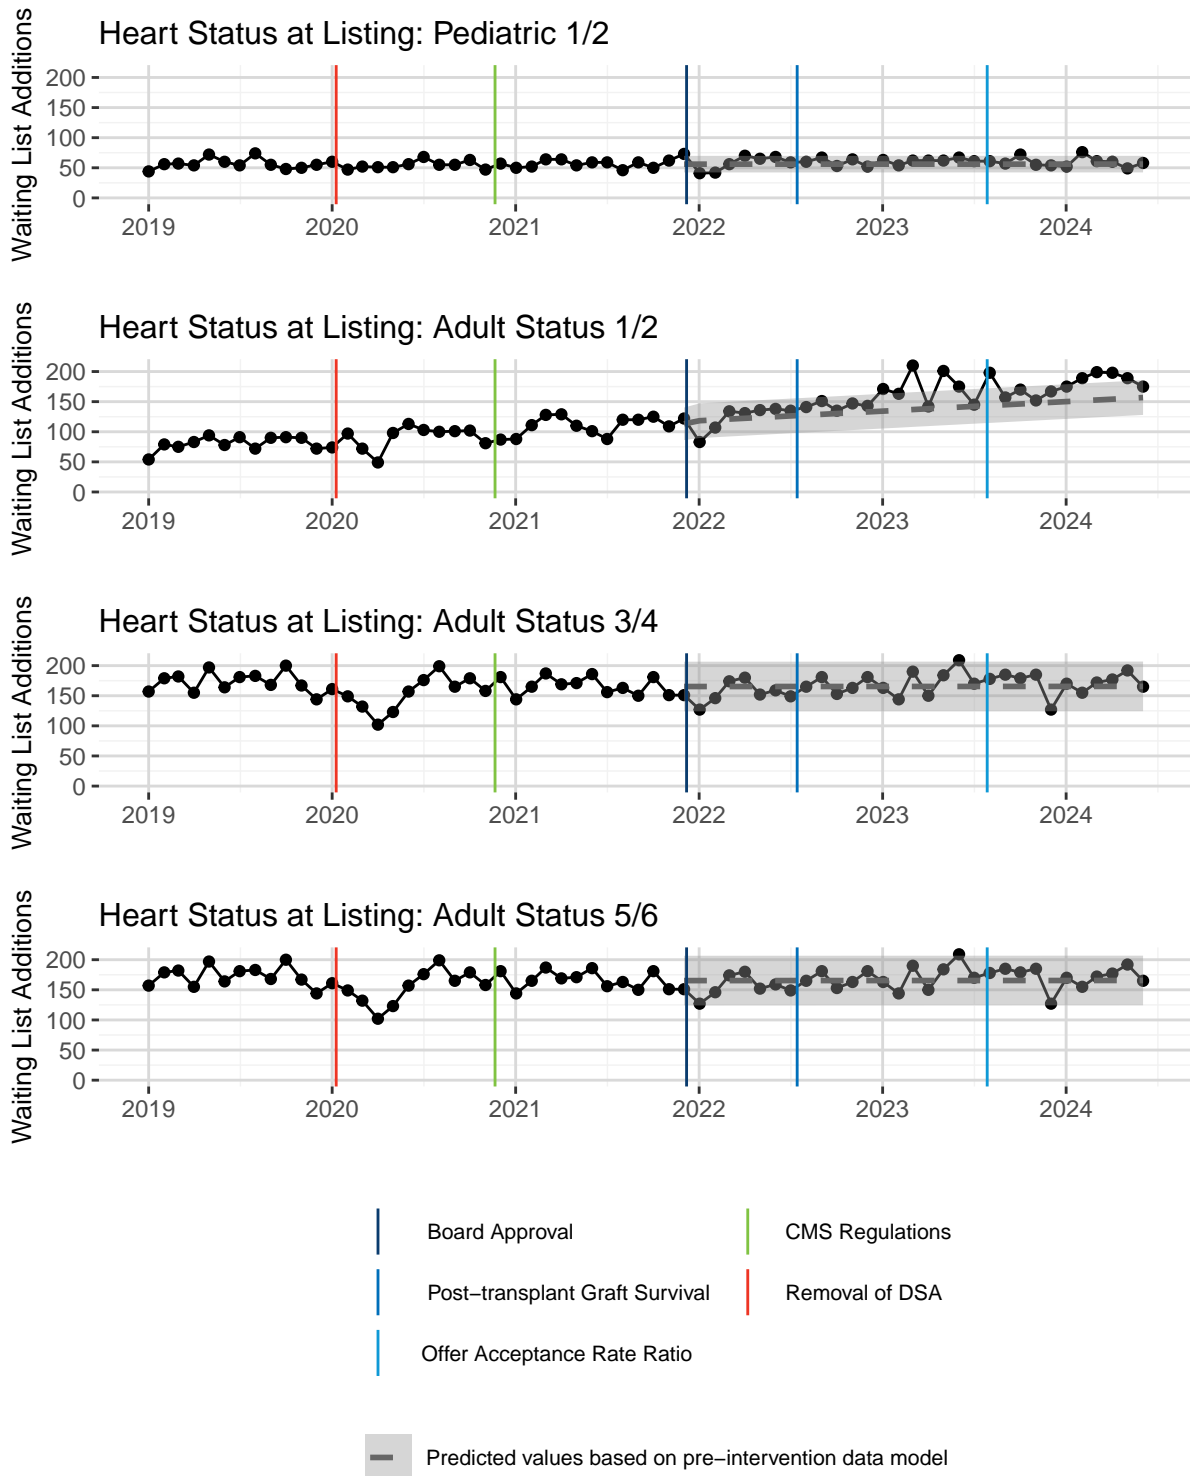 Heart Status at Listing: Pediatric 1/2
Waiting List Additions
200
150
100
50
0
2019 2020 2021 2022 2023 2024
Heart Status at Listing: Adult Status 1/2
Waiting List Additions
200
150
100
50
0
2019 2020 2021 2022 2023 2024
Heart Status at Listing: Adult Status 3/4
Waiting List Additions
200
150
100
50
0
2019 2020 2021 2022 2023 2024
Heart Status at Listing: Adult Status 5/6
Waiting List Additions
200
150
100
50
0
2019 2020 2021 2022 2023 2024
Board Approval
CMS Regulations
Post−transplant Graft Survival
Removal of DSA
Offer Acceptance Rate Ratio
Predicted values based on pre−intervention data model